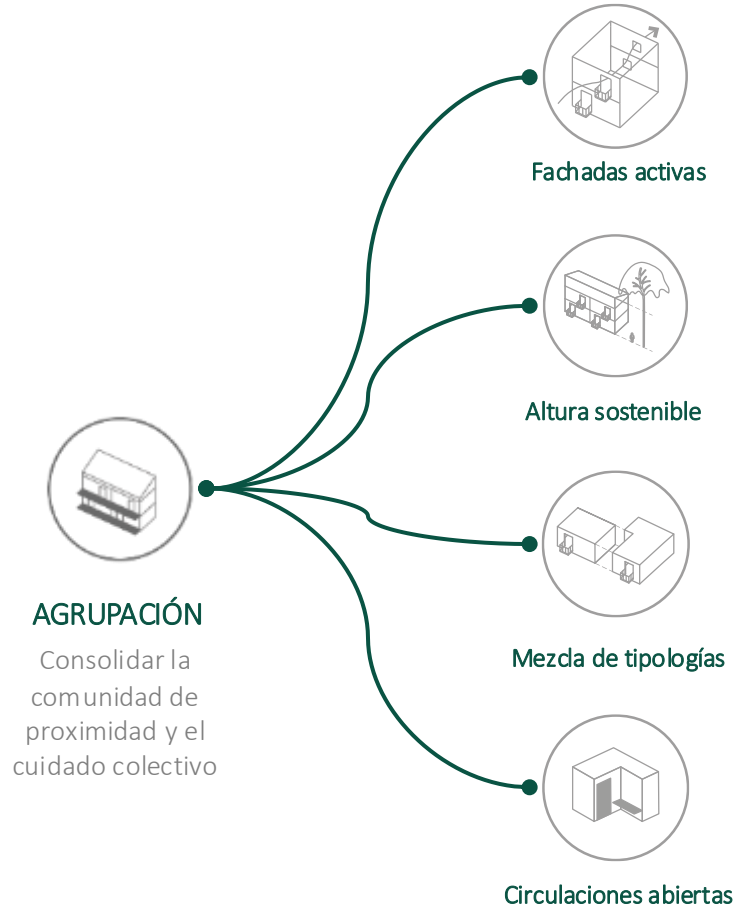 Fachadas activas
Altura sostenible
AGRUPACIÓN
Consolidar la
comunidad de
proximidad y el
cuidado colectivo
Mezcla de tipologías
Circulaciones abiertas